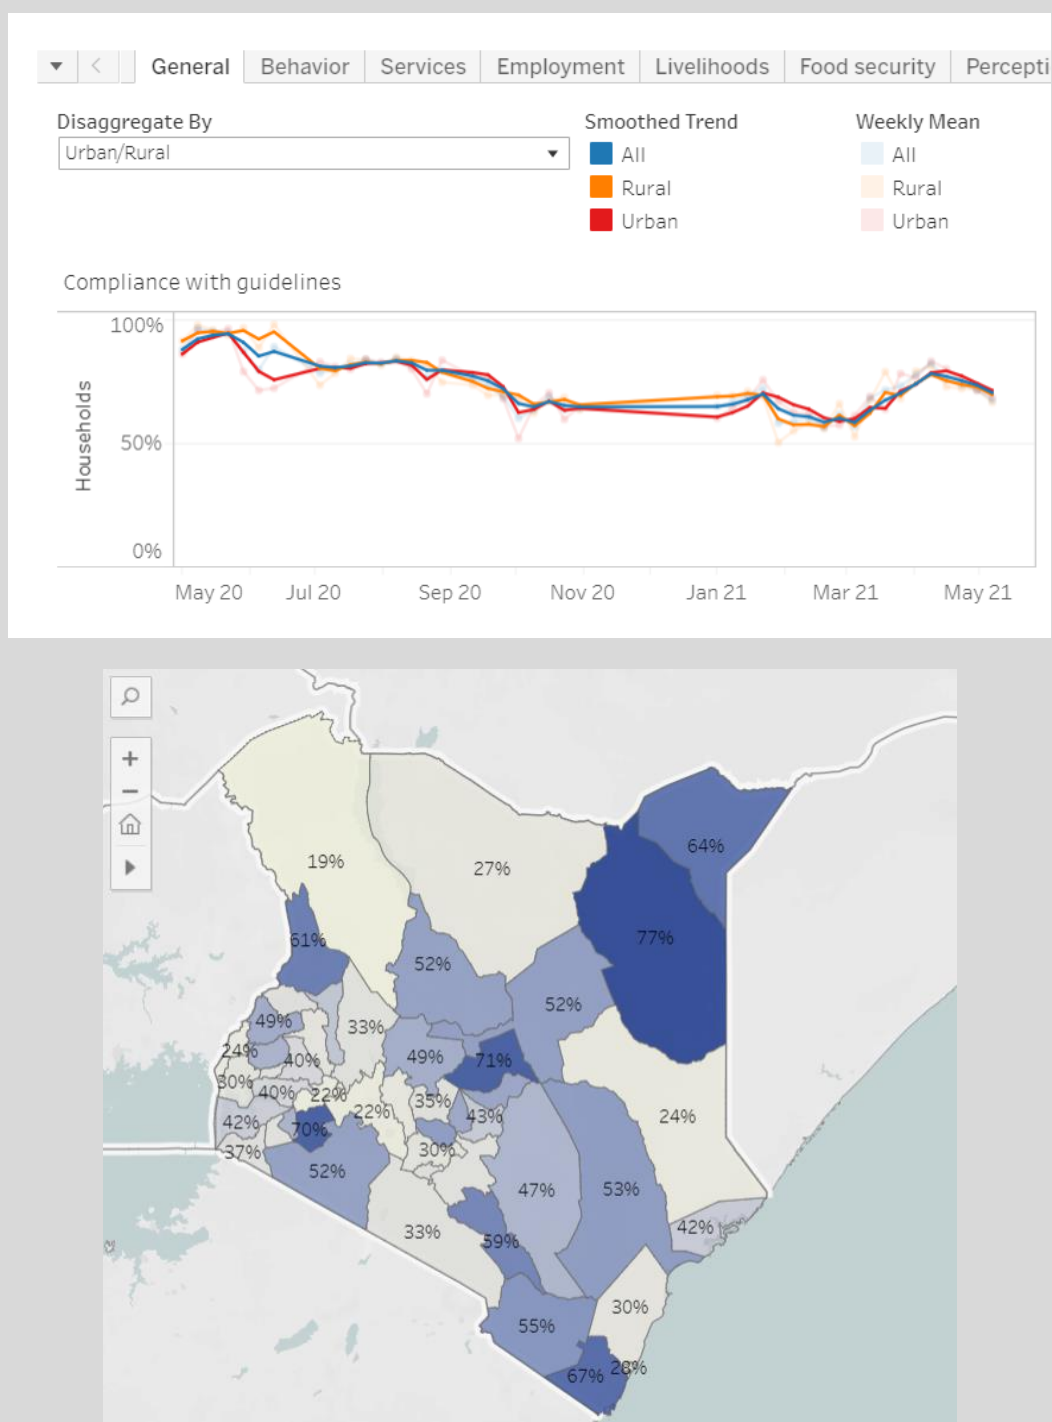 General Behavior Services Employment Livelihoods Food security Percepti
Disaggregate By
Urban/Rural
Smoothed Trend
All
Rural
Urban
Weekly Mean
All
Rural
Urban
Compliance with guidelines
Households
100%
50%
0%
May 20 Jul 20 Sep 20 Nov 20 Jan 21 Mar 21 May 21
64%
19%
27%
77%
61%
52%
52%
49%
33%
24%
40%
49%
71%
30%
40%
22%
22%
35%
43%
24%
42%
70%
37%
30%
52%
47%
53%
33%
59%
42%
30%
55%
28%
67%